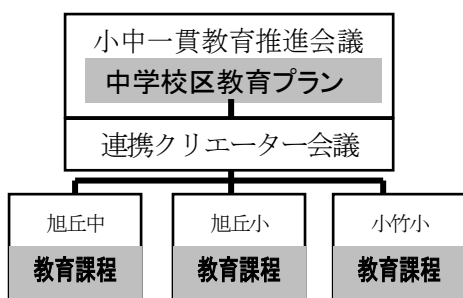 小中一貫教育推進会議
中学校区教育プラン
連携クリエーター会議
旭丘中
旭丘小
小竹小
教育課程
教育課程
教育課程